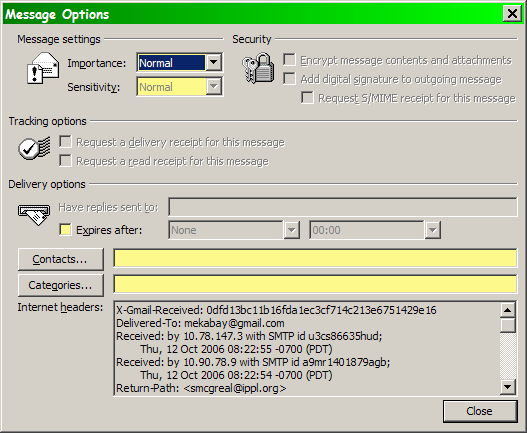 Message Options
Message settings
Security
Importance: Normal
Encrypt message contents and attachments
Sensitivity: Normal
Add digital signature to outgoing message
Request S/MIME receipt for this message
Tracking options
Request a delivery receipt for this message
Request a read receipt for this message
Delivery options
Have replies sent to:
Expires after: None 00:00
Contacts...
Categories...
Internet headers:
X-Gmail-Received: 0dfd13bc11b16fda1ec3cf714c213e6751429e16
Delivered-To: mekabay@gmail.com
Received: by 10.78.147.3 with SMTP id u3cs86635hud;
Thu, 12 Oct 2006 08:22:55 -0700 (PDT)
Received: by 10.90.78.9 with SMTP id a9mr1401879agb;
Thu, 12 Oct 2006 08:22:54 -0700 (PDT)
Return-Path: <smcgreal@ippl.org>
Close